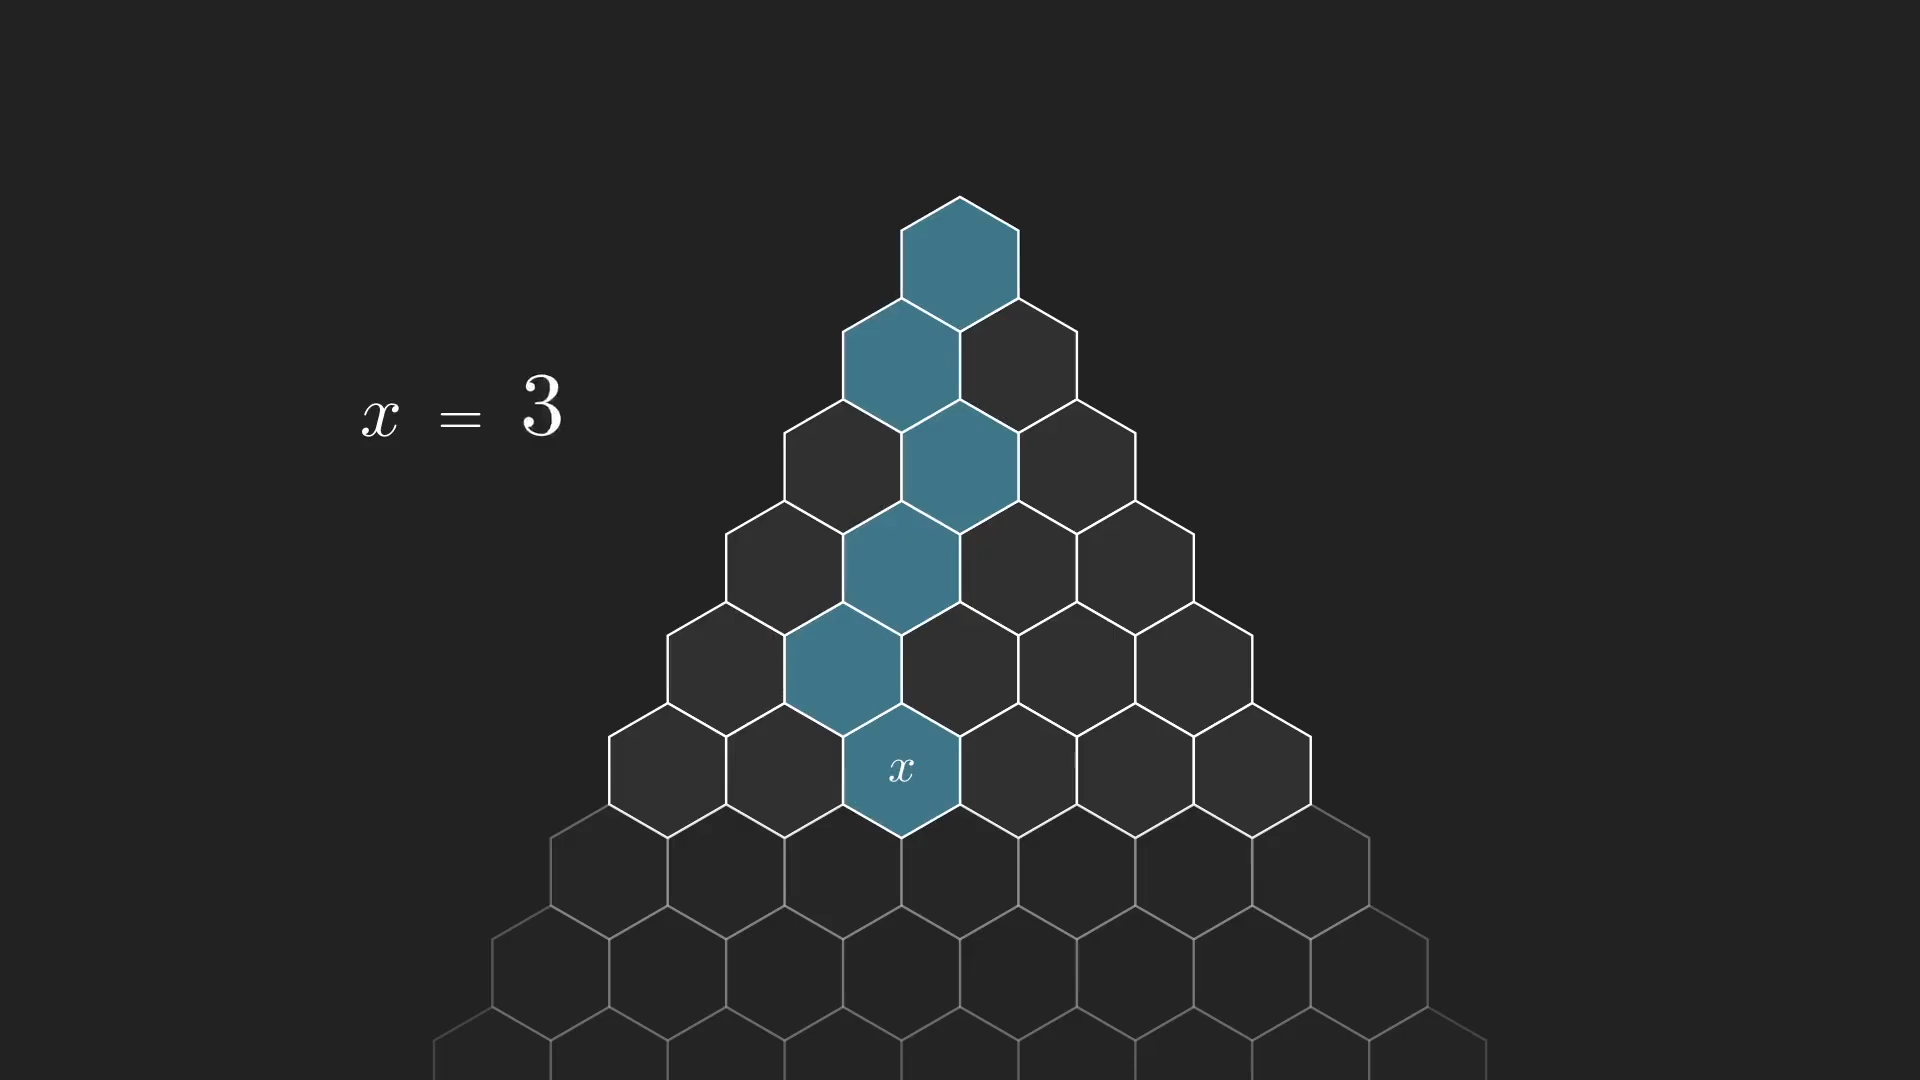 x = 3
x